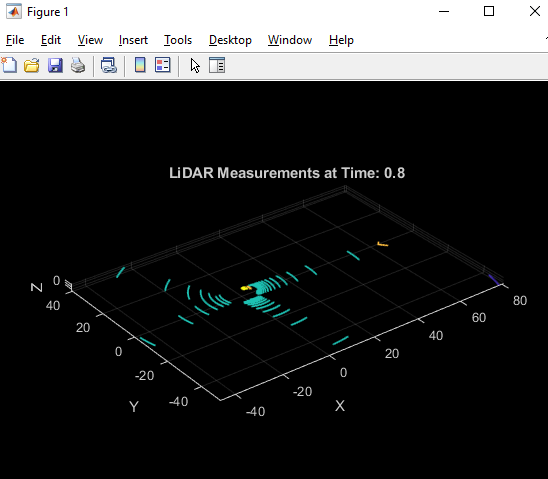 Figure 1
File Edit View Insert Tools Desktop Window Help
LiDAR Measurements at Time: 0.8
Z
0
40
20
0
-20
-40
Y
-40
-20
0
20
40
60
80
X